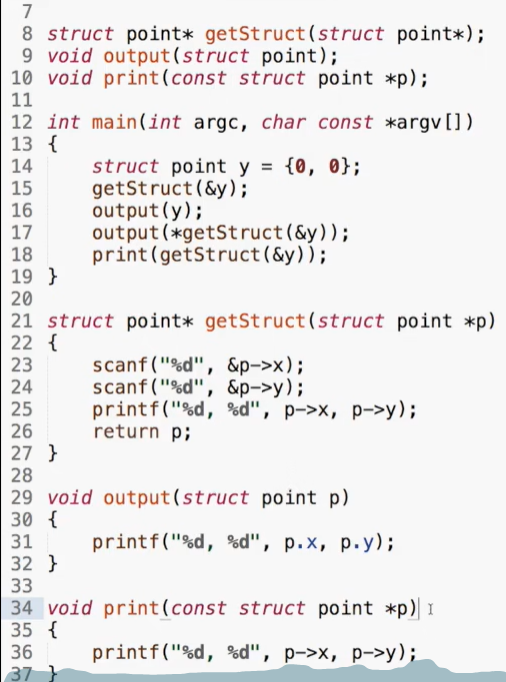 7
8 struct point* getStruct(struct point*);
9 void output(struct point);
10 void print(const struct point *p);
11
12 int main(int argc, char const *argv[])
13 {
14     struct point y = {0, 0};
15     getStruct(&y);
16     output(y);
17     output(*getStruct(&y));
18     print(getStruct(&y));
19 }
20
21 struct point* getStruct(struct point *p)
22 {
23     scanf("%d", &p->x);
24     scanf("%d", &p->y);
25     printf("%d, %d", p->x, p->y);
26     return p;
27 }
28
29 void output(struct point p)
30 {
31     printf("%d, %d", p.x, p.y);
32 }
33
34 void print(const struct point *p)
35 {
36     printf("%d, %d", p->x, p->y);
37 }